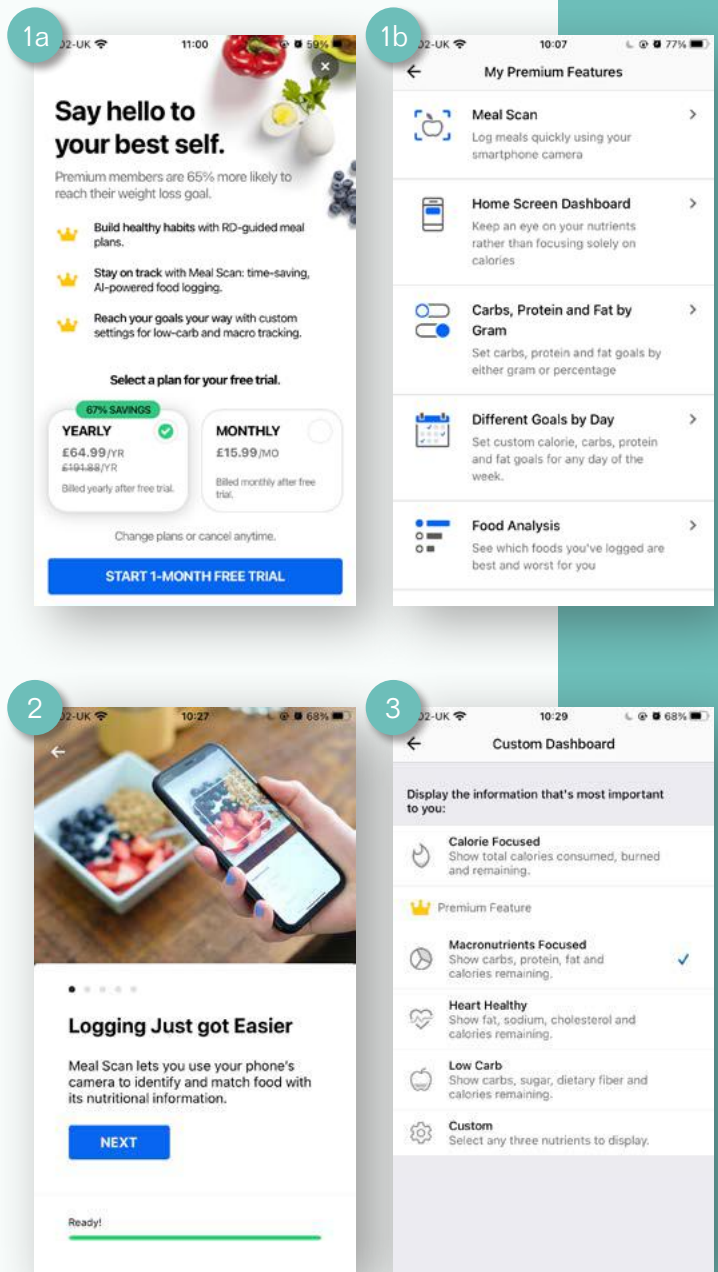 1a
O2-UK
11:00
59%
Say hello to
your best self.
Premium members are 65% more likely to
reach their weight loss goal.
Build healthy habits with RD-guided meal
plans.
Stay on track with Meal Scan: time-saving,
AI-powered food logging.
Reach your goals your way with custom
settings for low-carb and macro tracking.
Select a plan for your free trial.
67% SAVINGS
YEARLY
£64.99/YR
£191.88/YR
Billed yearly after free trial.
MONTHLY
£15.99/MO
Billed monthly after free
trial.
Change plans or cancel anytime.
START 1-MONTH FREE TRIAL
1b
O2-UK
10:07
77%
My Premium Features
Meal Scan
Log meals quickly using your
smartphone camera
Home Screen Dashboard
Keep an eye on your nutrients
rather than focusing solely on
calories
Carbs, Protein and Fat by
Gram
Set carbs, protein and fat goals by
either gram or percentage
Different Goals by Day
Set custom calorie, carbs, protein
and fat goals for any day of the
week.
Food Analysis
See which foods you've logged are
best and worst for you
2
O2-UK
10:27
68%
Logging Just got Easier
Meal Scan lets you use your phone's
camera to identify and match food with
its nutritional information.
NEXT
Ready!
3
O2-UK
10:29
68%
Custom Dashboard
Display the information that's most important
to you:
Calorie Focused
Show total calories consumed, burned
and remaining.
Premium Feature
Macronutrients Focused
Show carbs, protein, fat and
calories remaining.
Heart Healthy
Show fat, sodium, cholesterol and
calories remaining.
Low Carb
Show carbs, sugar, dietary fiber and
calories remaining.
Custom
Select any three nutrients to display.